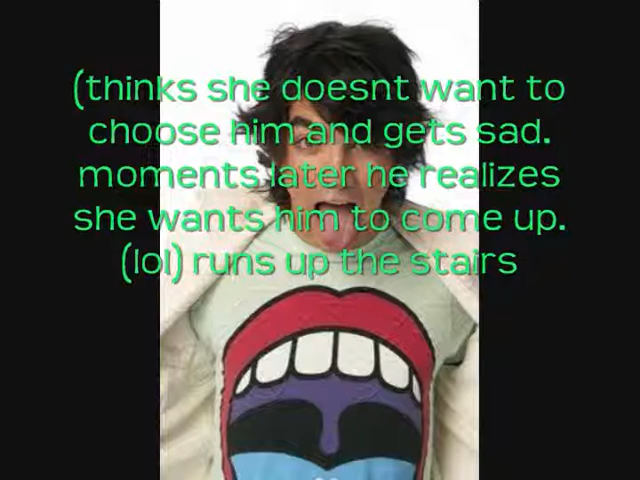 (thinks she doesnt want to
choose him and gets sad.
moments later he realizes
she wants him to come up.
(lol) runs up the stairs